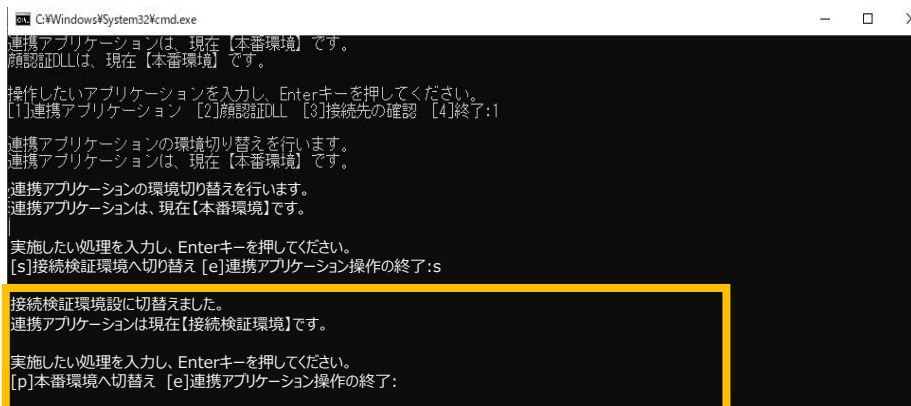 C:¥Windows¥System32¥cmd.exe
連携アプリケーションは、現在【本番環境】です。
顔認証DLLは、現在【本番環境】です。
操作したいアプリケーションを入力し、Enterキーを押してください。
[1]連携アプリケーション [2]顔認証DLL [3]接続先の確認 [4]終了:1
連携アプリケーションの環境切り替えを行います。
連携アプリケーションは、現在【本番環境】です。
連携アプリケーションの環境切り替えを行います。
連携アプリケーションは、現在【本番環境】です。
実施したい処理を入力し、Enterキーを押してください。
[s]接続検証環境へ切り替え [e]連携アプリケーション操作の終了:s
接続検証環境設に切替えました。
連携アプリケーションは現在【接続検証環境】です。
実施したい処理を入力し、Enterキーを押してください。
[p]本番環境へ切替え [e]連携アプリケーション操作の終了: